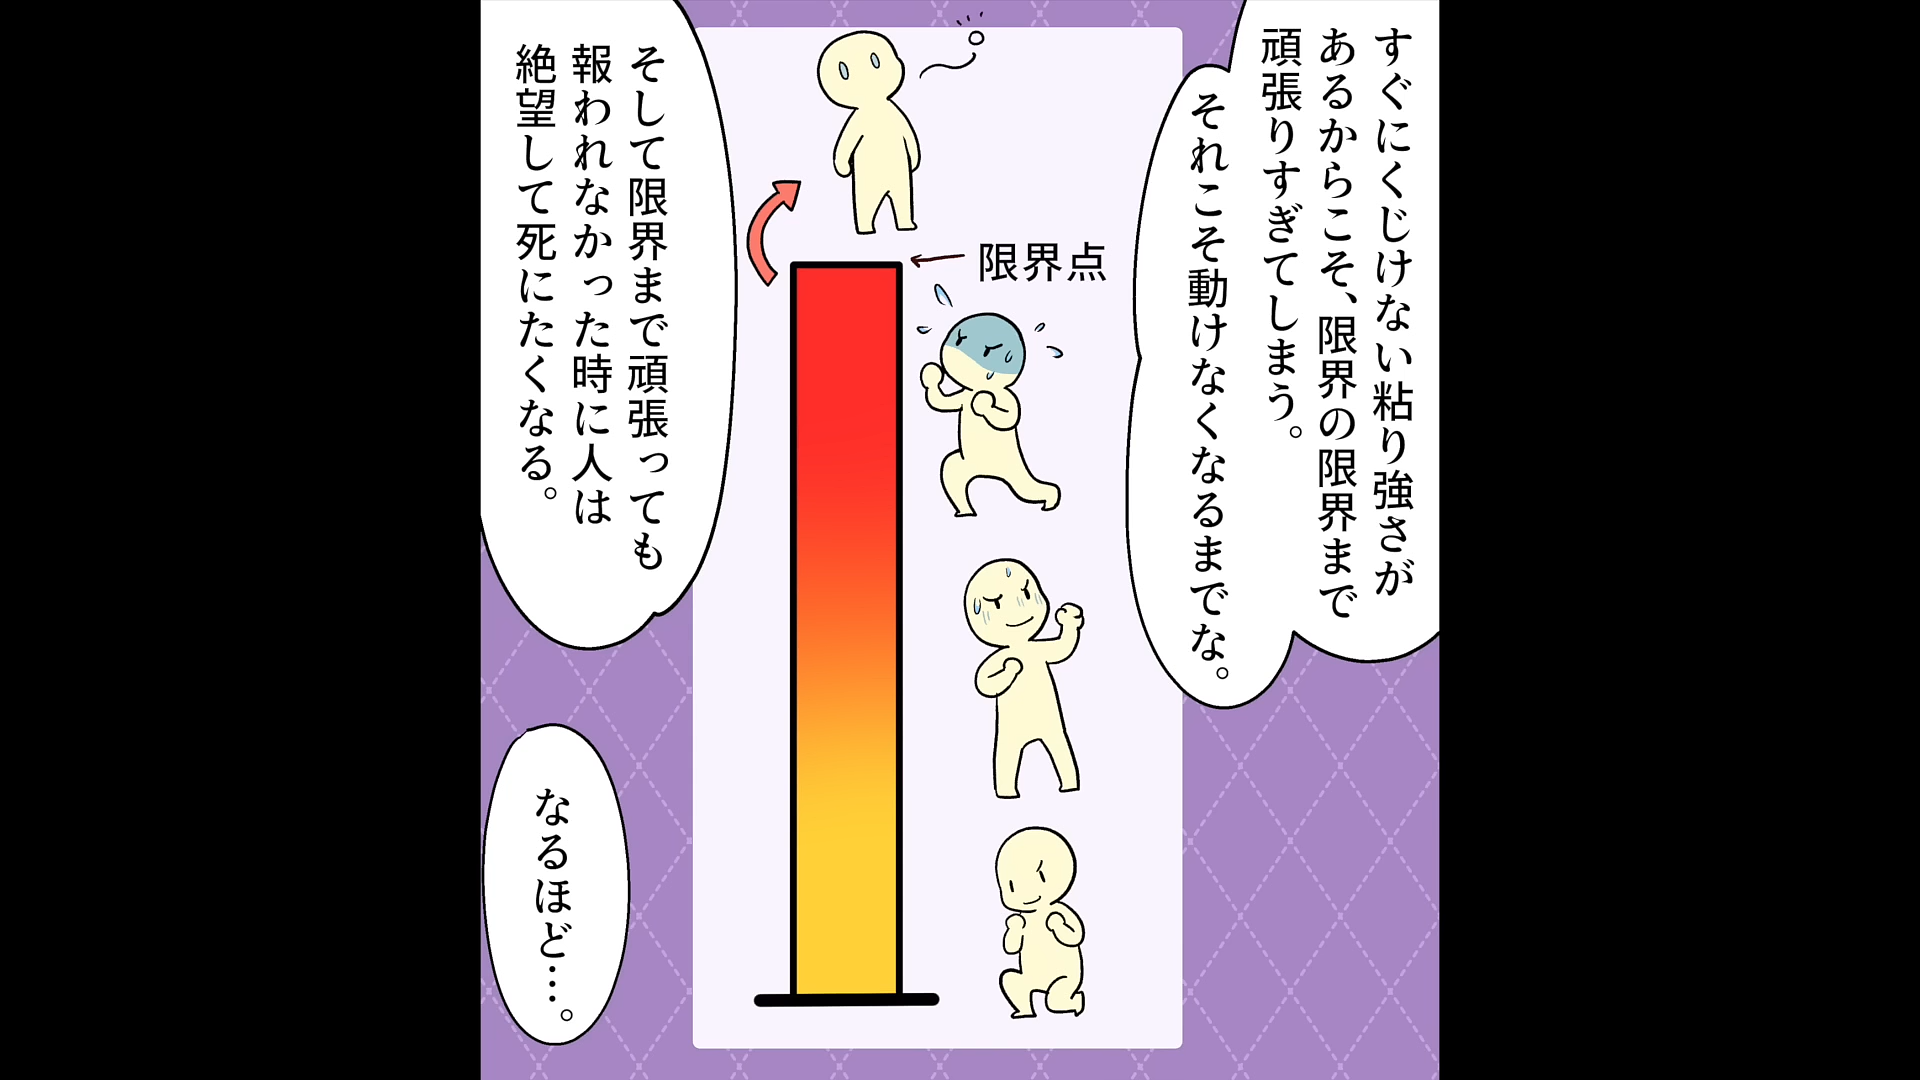 すぐにくじけない粘り強さが
あるからこそ、限界の限界まで
頑張りすぎてしまう。
それこそ動けなくなるまでな。
限界点
そして限界まで頑張っても
報われなかった時に人は
絶望して死にたくなる。
なるほど…。